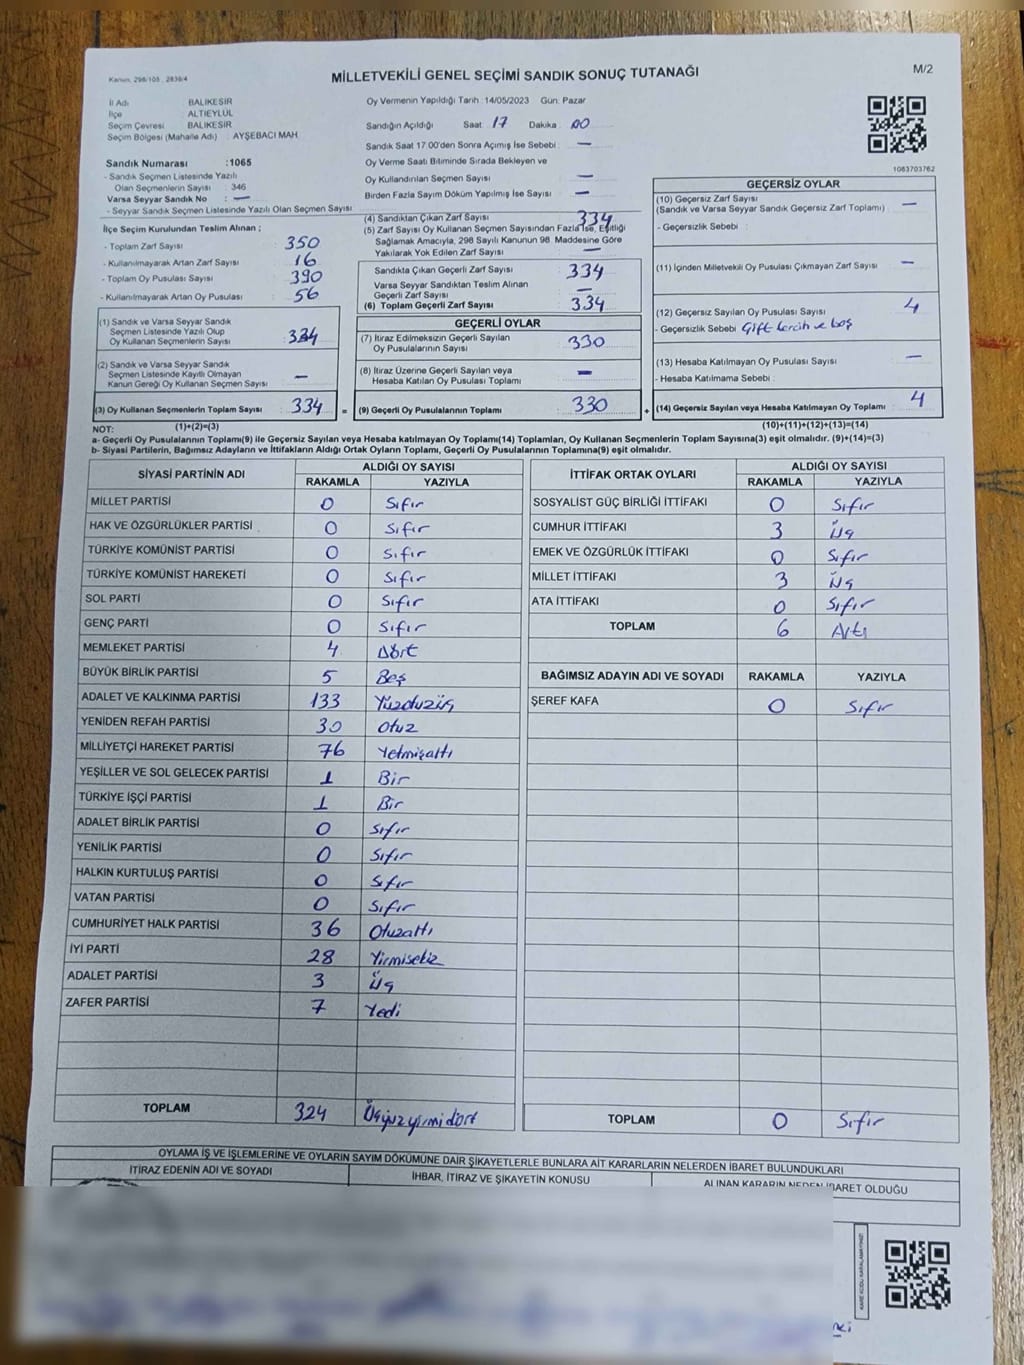 Kanun, 298/105, 2839/4
MİLLETVEKİLİ GENEL SEÇİMİ SANDIK SONUÇ TUTANAĞI
M/2
İl Adı BALIKESİR
İlçe ALTIEYLÜL
Seçim Çevresi BALIKESİR
Seçim Bölgesi (Mahalle Adı) : AYŞEBACI MAH
Sandık Numarası :1065
- Sandık Seçmen Listesinde Yazılı
Olan Seçmenlerin Sayısı : 346
Varsa Seyyar Sandık No : —
- Seyyar Sandık Seçmen Listesinde Yazılı Olan Seçmen Sayısı
Oy Vermenin Yapıldığı Tarih :14/05/2023 Gün: Pazar
Sandığın Açıldığı Saat 17 Dakika : 00
Sandık Saat 17.00'den Sonra Açımış İse Sebebi : —
Oy Verme Saati Bitiminde Sırada Bekleyen ve
Oy Kullandırılan Seçmen Sayısı —
Birden Fazla Sayım Döküm Yapılmış İse Sayısı —
1063703762
İlçe Seçim Kurulundan Teslim Alınan ;
- Toplam Zarf Sayısı 350
- Kullanılmayarak Artan Zarf Sayısı 16
- Toplam Oy Pusulası Sayısı 390
- Kullanılmayarak Artan Oy Pusulası 56
(1) Sandık ve Varsa Seyyar Sandık
Seçmen Listesinde Yazılı Olup
Oy Kullanan Seçmenlerin Sayısı 334
(2) Sandık ve Varsa Seyyar Sandık
Seçmen Listesinde Kayıtlı Olmayan
Kanun Gereği Oy Kullanan Seçmen Sayısı —
(3) Oy Kullanan Seçmenlerin Toplam Sayısı 334 =
(1)+(2)=(3)
(4) Sandıktan Çıkan Zarf Sayısı 334
(5) Zarf Sayısı Oy Kullanan Seçmen Sayısından Fazla İse, Eşitliği
Sağlamak Amacıyla, 298 Sayılı Kanunun 98. Maddesine Göre
Yakılarak Yok Edilen Zarf Sayısı —
Sandıkta Çıkan Geçerli Zarf Sayısı 334
Varsa Seyyar Sandıktan Teslim Alınan
Geçerli Zarf Sayısı —
(6) Toplam Geçerli Zarf Sayısı 334
GEÇERLİ OYLAR
(7) İtiraz Edilmeksizin Geçerli Sayılan
Oy Pusulalarının Sayısı 330
(8) İtiraz Üzerine Geçerli Sayılan veya
Hesaba Katılan Oy Pusulası Toplamı —
(9) Geçerli Oy Pusulalarının Toplamı 330 +
GEÇERSİZ OYLAR
(10) Geçersiz Zarf Sayısı
(Sandık ve Varsa Seyyar Sandık Geçersiz Zarf Toplamı) —
- Geçersizlik Sebebi :
(11) İçinden Milletvekili Oy Pusulası Çıkmayan Zarf Sayısı —
(12) Geçersiz Sayılan Oy Pusulası Sayısı 4
- Geçersizlik Sebebi Çift tercih ve boş
(13) Hesaba Katılmayan Oy Pusulası Sayısı —
- Hesaba Katılmama Sebebi :
(14) Geçersiz Sayılan veya Hesaba Katılmayan Oy Toplamı 4
(10)+(11)+(12)+(13)=(14)
NOT:
a- Geçerli Oy Pusulalarının Toplamı(9) ile Geçersiz Sayılan veya Hesaba katılmayan Oy Toplamı(14) Toplamları, Oy Kullanan Seçmenlerin Toplam Sayısına(3) eşit olmalıdır. (9)+(14)=(3)
b- Siyasi Partilerin, Bağımsız Adayların ve İttifakların Aldığı Ortak Oyların Toplamı, Geçerli Oy Pusulalarının Toplamına(9) eşit olmalıdır.
SİYASİ PARTİNİN ADI ALDIĞI OY SAYISI
RAKAMLA YAZIYLA
MİLLET PARTİSİ 0 Sıfır
HAK VE ÖZGÜRLÜKLER PARTİSİ 0 Sıfır
TÜRKİYE KOMÜNİST PARTİSİ 0 Sıfır
TÜRKİYE KOMÜNİST HAREKETİ 0 Sıfır
SOL PARTİ 0 Sıfır
GENÇ PARTİ 0 Sıfır
MEMLEKET PARTİSİ 4 Dört
BÜYÜK BİRLİK PARTİSİ 5 Beş
ADALET VE KALKINMA PARTİSİ 133 Yüzotuzüç
YENİDEN REFAH PARTİSİ 30 Otuz
MİLLİYETÇİ HAREKET PARTİSİ 76 Yetmişaltı
YEŞİLLER VE SOL GELECEK PARTİSİ 1 Bir
TÜRKİYE İŞÇİ PARTİSİ 1 Bir
ADALET BİRLİK PARTİSİ 0 Sıfır
YENİLİK PARTİSİ 0 Sıfır
HALKIN KURTULUŞ PARTİSİ 0 Sıfır
VATAN PARTİSİ 0 Sıfır
CUMHURİYET HALK PARTİSİ 36 Otuzaltı
İYİ PARTİ 28 Yirmisekiz
ADALET PARTİSİ 3 Üç
ZAFER PARTİSİ 7 Yedi
TOPLAM 324 Üçyüzyirmidört
İTTİFAK ORTAK OYLARI ALDIĞI OY SAYISI
RAKAMLA YAZIYLA
SOSYALİST GÜÇ BİRLİĞİ İTTİFAKI 0 Sıfır
CUMHUR İTTİFAKI 3 Üç
EMEK VE ÖZGÜRLÜK İTTİFAKI 0 Sıfır
MİLLET İTTİFAKI 3 Üç
ATA İTTİFAKI 0 Sıfır
TOPLAM 6 Altı
BAĞIMSIZ ADAYIN ADI VE SOYADI RAKAMLA YAZIYLA
ŞEREF KAFA 0 Sıfır
TOPLAM 0 Sıfır
OYLAMA İŞ VE İŞLEMLERİNE VE OYLARIN SAYIM DÖKÜMÜNE DAİR ŞİKAYETLERLE BUNLARA AİT KARARLARIN NELERDEN İBARET BULUNDUKLARI
İTİRAZ EDENİN ADI VE SOYADI İHBAR, İTİRAZ VE ŞİKAYETİN KONUSU ALINAN KARARIN NEDEN İBARET OLDUĞU
KARE KODU KARALAMAYINIZ!